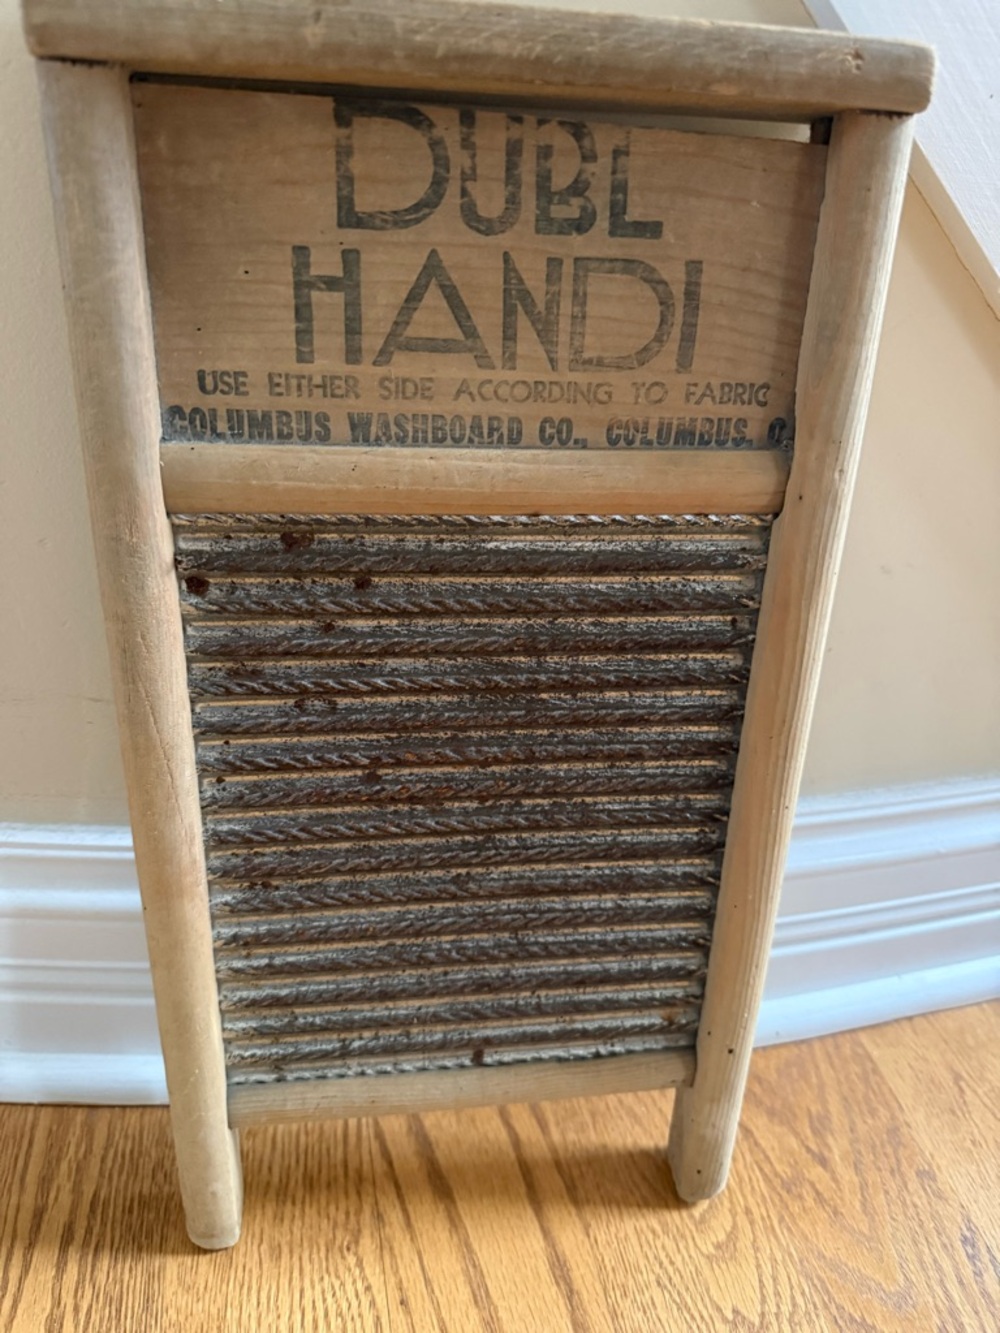 DUBL
HANDI
USE EITHER SIDE ACCORDING TO FABRIC
COLUMBUS WASHBOARD CO., COLUMBUS, O